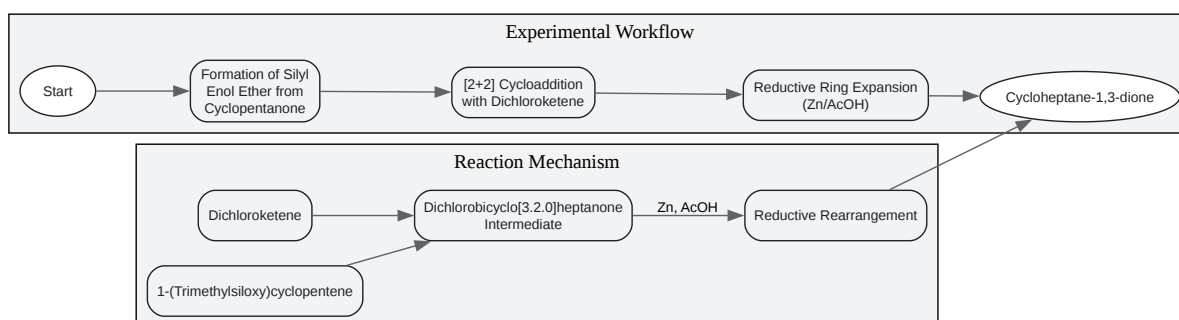 Experimental Workflow
Start
Formation of Silyl
Enol Ether from
Cyclopentanone
[2+2] Cycloaddition
with Dichloroketene
Reductive Ring Expansion
(Zn/AcOH)
Cycloheptane-1,3-dione
Reaction Mechanism
Dichloroketene
Dichlorobicyclo[3.2.0]heptanone
Intermediate
Zn, AcOH
Reductive Rearrangement
1-(Trimethylsiloxy)cyclopentene